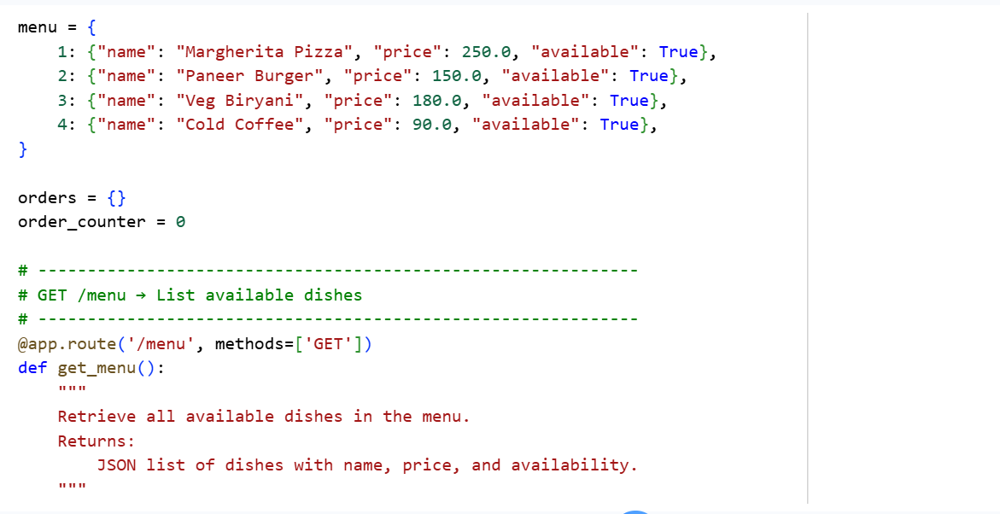 menu = {
    1: {"name": "Margherita Pizza", "price": 250.0, "available": True},
    2: {"name": "Paneer Burger", "price": 150.0, "available": True},
    3: {"name": "Veg Biryani", "price": 180.0, "available": True},
    4: {"name": "Cold Coffee", "price": 90.0, "available": True},
}

orders = {}
order_counter = 0

# -------------------------------------------------------------
# GET /menu → List available dishes
# -------------------------------------------------------------
@app.route('/menu', methods=['GET'])
def get_menu():
    """
    Retrieve all available dishes in the menu.
    Returns:
        JSON list of dishes with name, price, and availability.
    """